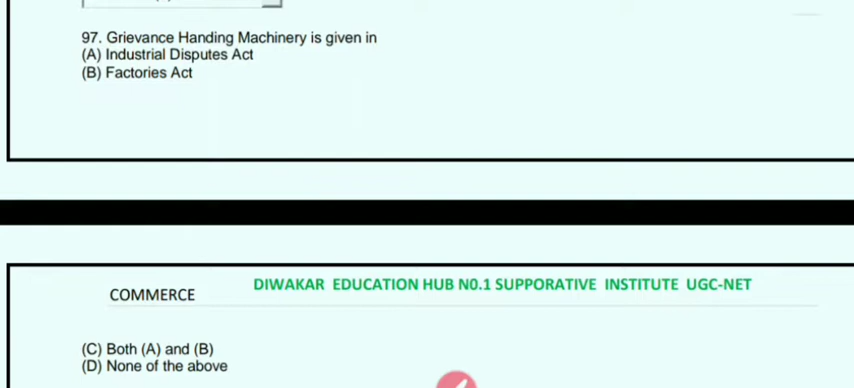 97. Grievance Handing Machinery is given in
(A) Industrial Disputes Act
(B) Factories Act
COMMERCE
DIWAKAR EDUCATION HUB N0.1 SUPPORATIVE INSTITUTE UGC-NET
(C) Both (A) and (B)
(D) None of the above